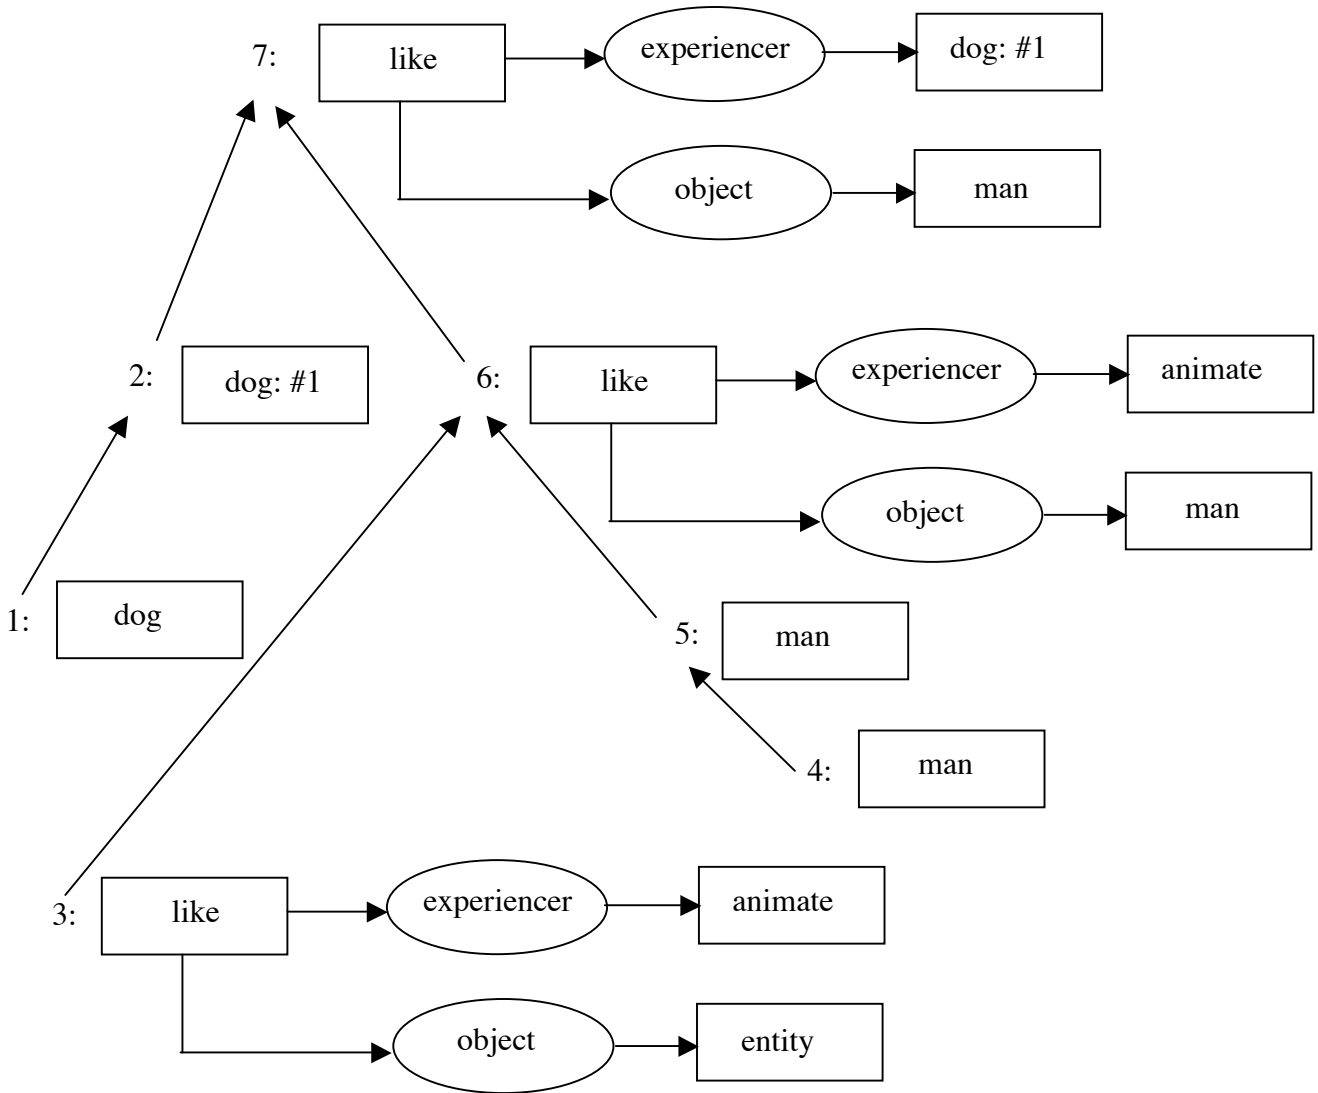 7: like experiencer dog: #1
object man
2: dog: #1 6: like experiencer animate
object man
1: dog
5: man
4: man
3: like experiencer animate
object entity